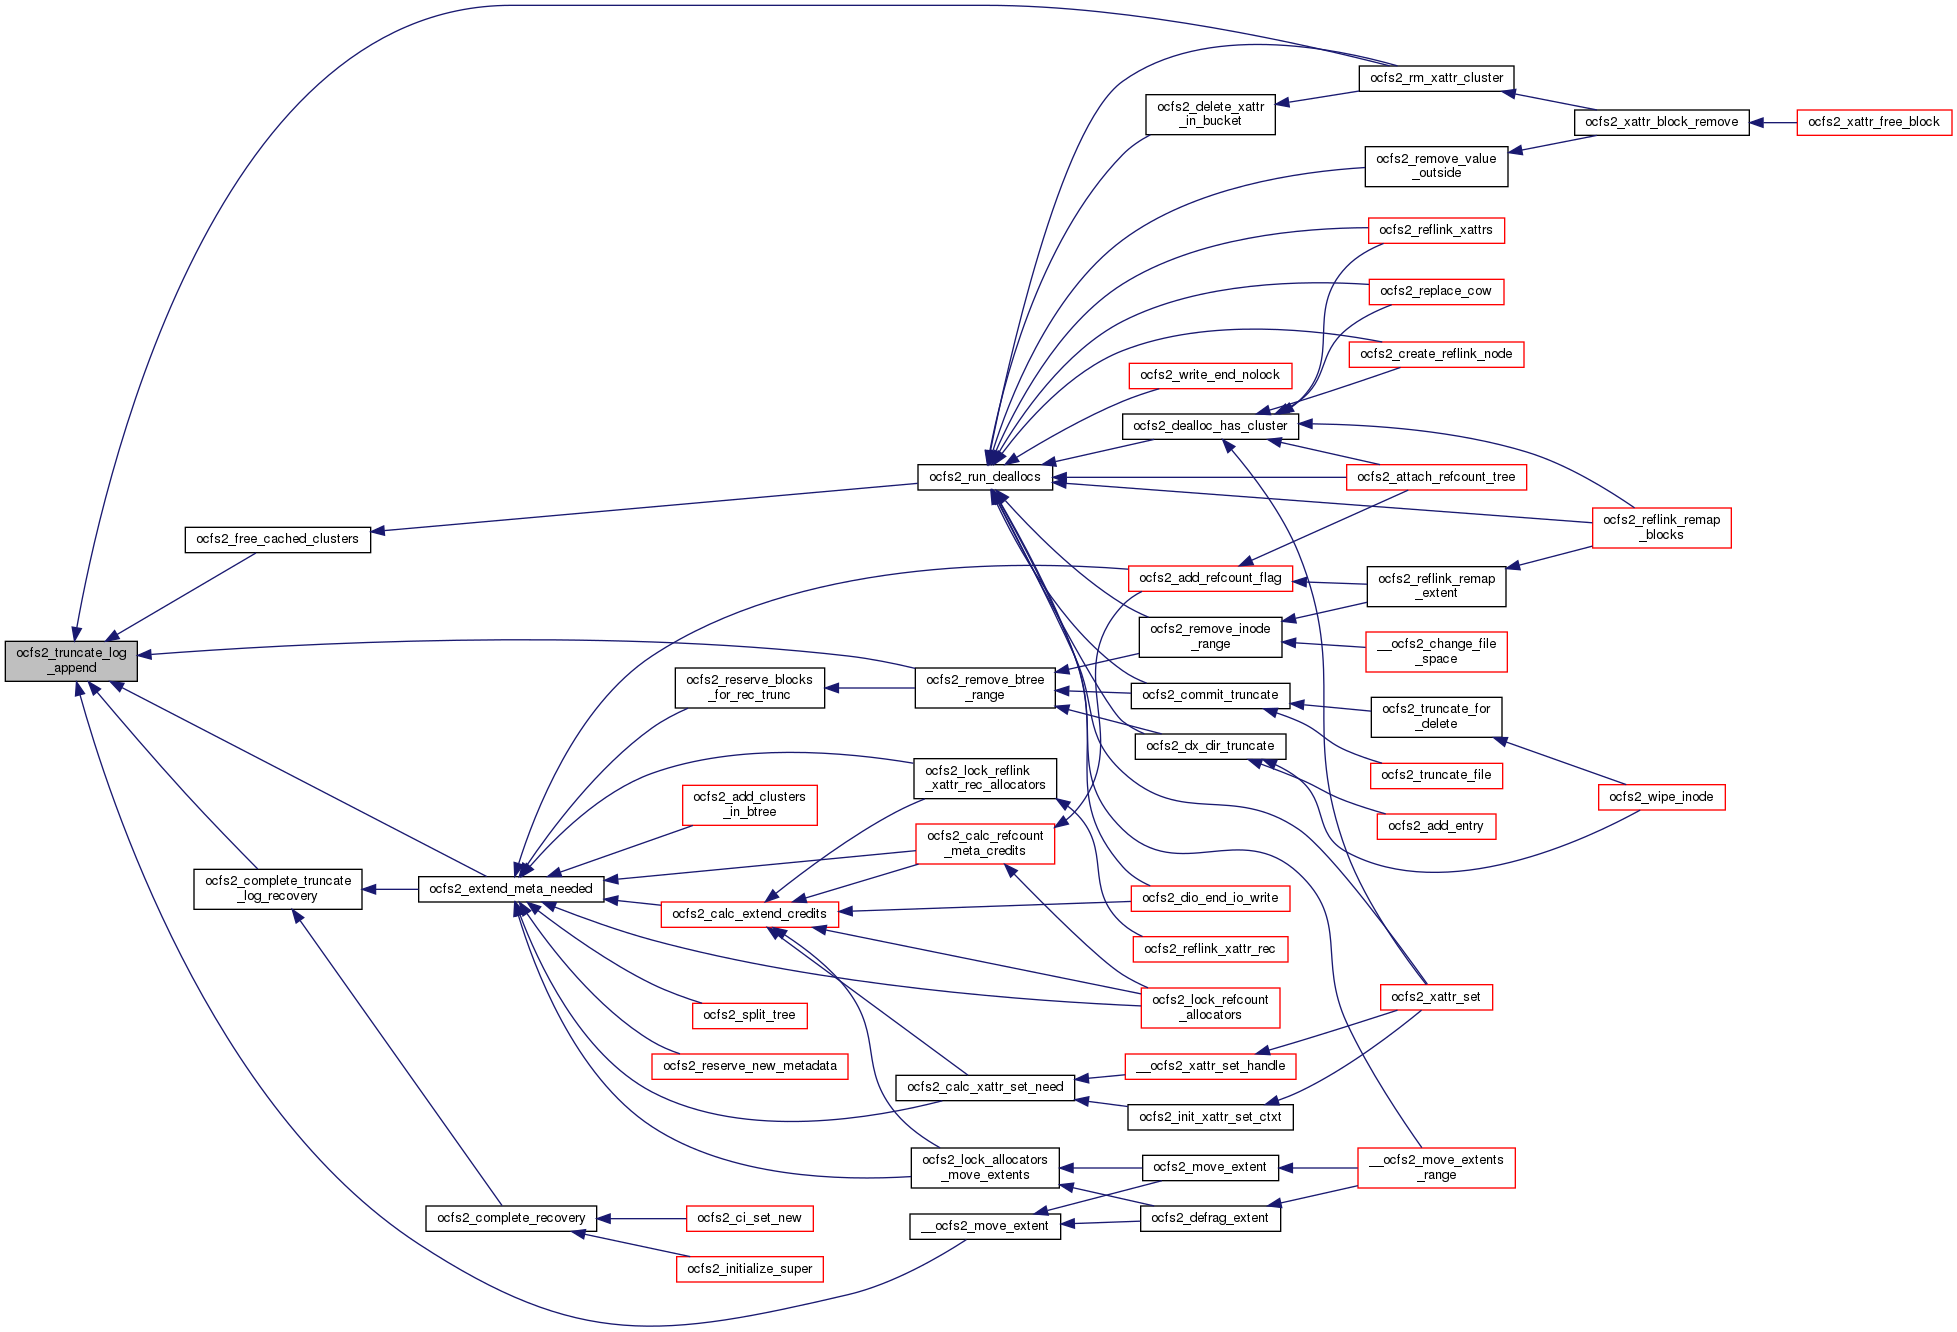 ocfs2_truncate_log
_append
ocfs2_rm_xattr_cluster
ocfs2_delete_xattr
_in_bucket
ocfs2_xattr_block_remove
ocfs2_xattr_free_block
ocfs2_remove_value
_outside
ocfs2_reflink_xattrs
ocfs2_replace_cow
ocfs2_create_reflink_node
ocfs2_write_end_nolock
ocfs2_dealloc_has_cluster
ocfs2_run_deallocs
ocfs2_attach_refcount_tree
ocfs2_reflink_remap
_blocks
ocfs2_free_cached_clusters
ocfs2_add_refcount_flag
ocfs2_reflink_remap
_extent
ocfs2_remove_inode
_range
__ocfs2_change_file
_space
ocfs2_reserve_blocks
_for_rec_trunc
ocfs2_remove_btree
_range
ocfs2_commit_truncate
ocfs2_truncate_for
_delete
ocfs2_dx_dir_truncate
ocfs2_truncate_file
ocfs2_wipe_inode
ocfs2_lock_reflink
_xattr_rec_allocators
ocfs2_add_clusters
_in_btree
ocfs2_add_entry
ocfs2_calc_refcount
_meta_credits
ocfs2_complete_truncate
_log_recovery
ocfs2_extend_meta_needed
ocfs2_calc_extend_credits
ocfs2_dio_end_io_write
ocfs2_reflink_xattr_rec
ocfs2_lock_refcount
_allocators
ocfs2_xattr_set
ocfs2_split_tree
ocfs2_reserve_new_metadata
__ocfs2_xattr_set_handle
ocfs2_calc_xattr_set_need
ocfs2_init_xattr_set_ctxt
ocfs2_lock_allocators
_move_extents
ocfs2_move_extent
__ocfs2_move_extents
_range
ocfs2_complete_recovery
ocfs2_ci_set_new
__ocfs2_move_extent
ocfs2_defrag_extent
ocfs2_initialize_super